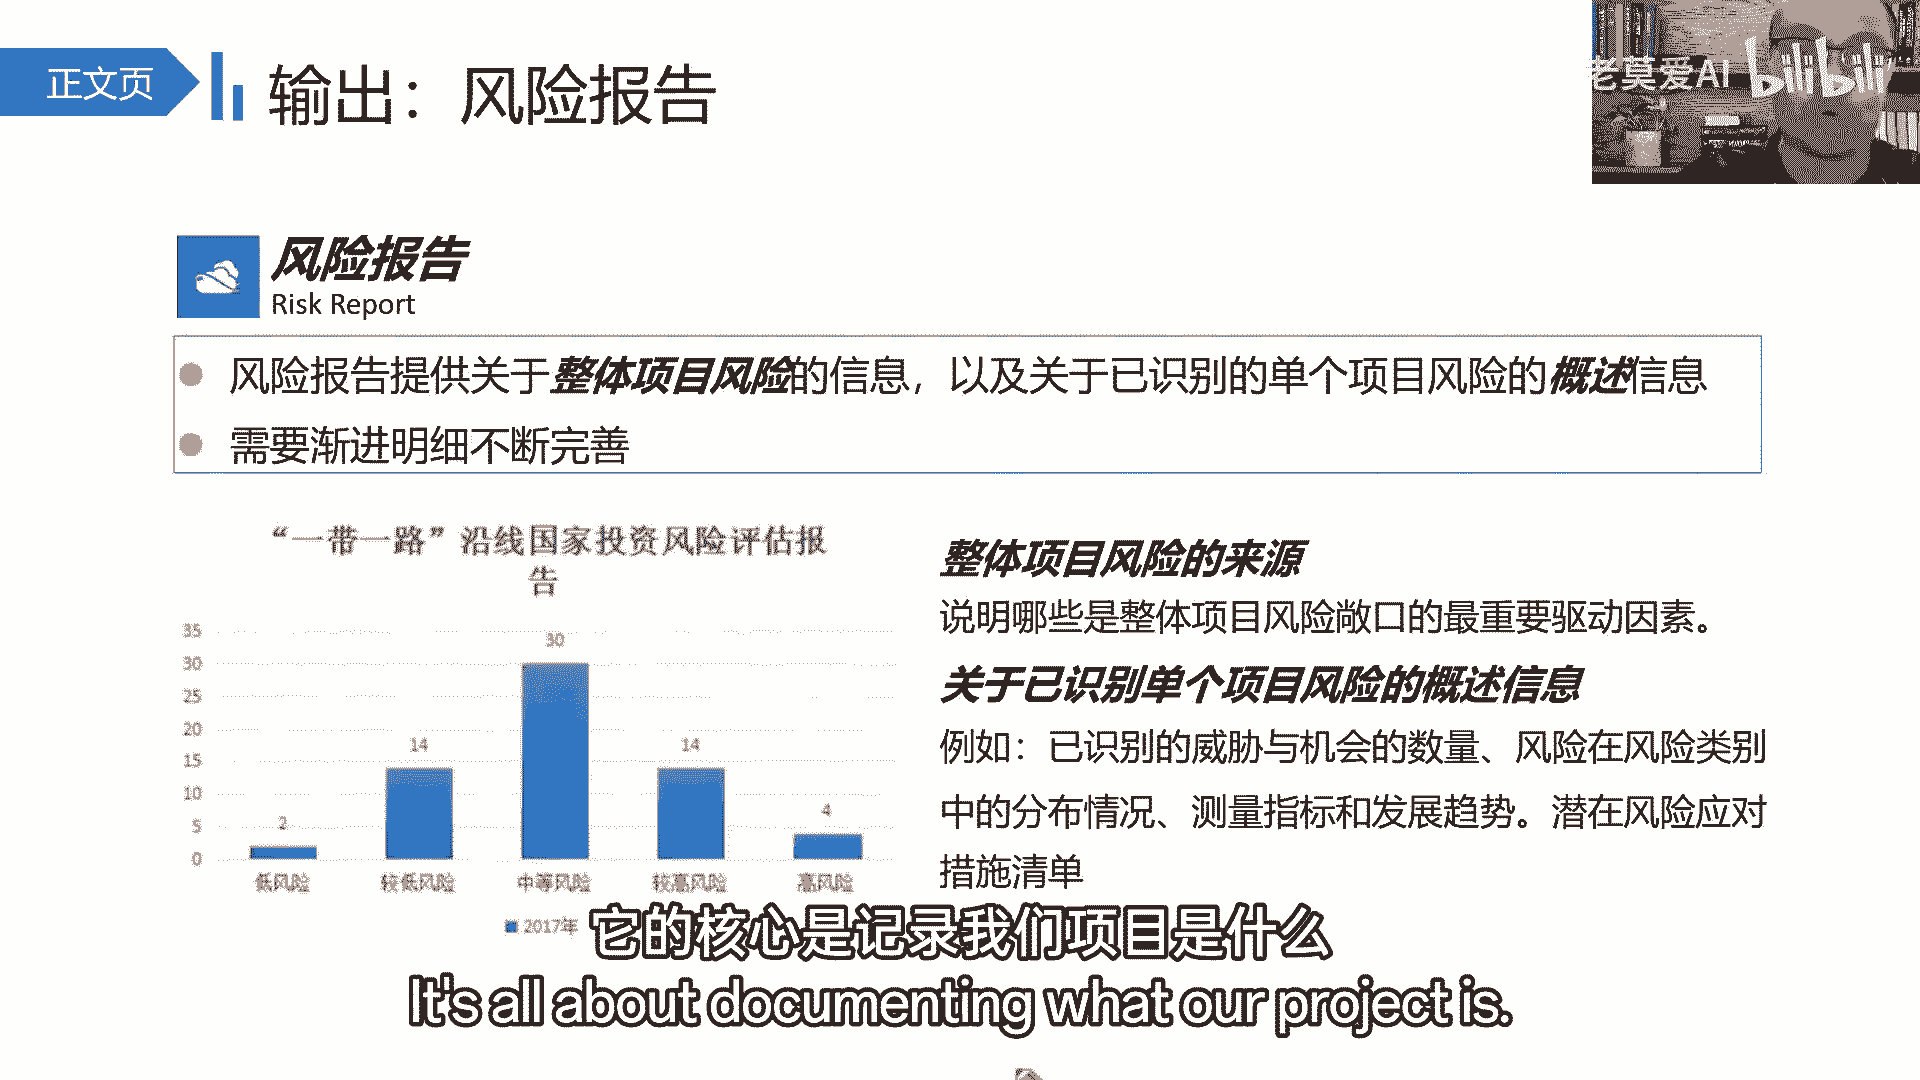 正文页
输出：风险报告
老莫爱AI bilibili
风险报告
Risk Report
风险报告提供关于整体项目风险的信息，以及关于已识别的单个项目风险的概述信息
需要渐进明细不断完善
“一带一路”沿线国家投资风险评估报
告
35
30
25
20
15
10
5
0
2
14
30
14
4
低风险
较低风险
中等风险
较高风险
高风险
2017年
整体项目风险的来源
说明哪些是整体项目风险敞口的最重要驱动因素。
关于已识别单个项目风险的概述信息
例如：已识别的威胁与机会的数量、风险在风险类别
中的分布情况、测量指标和发展趋势。潜在风险应对
措施清单
它的核心是记录我们项目是什么
It's all about documenting what our project is.